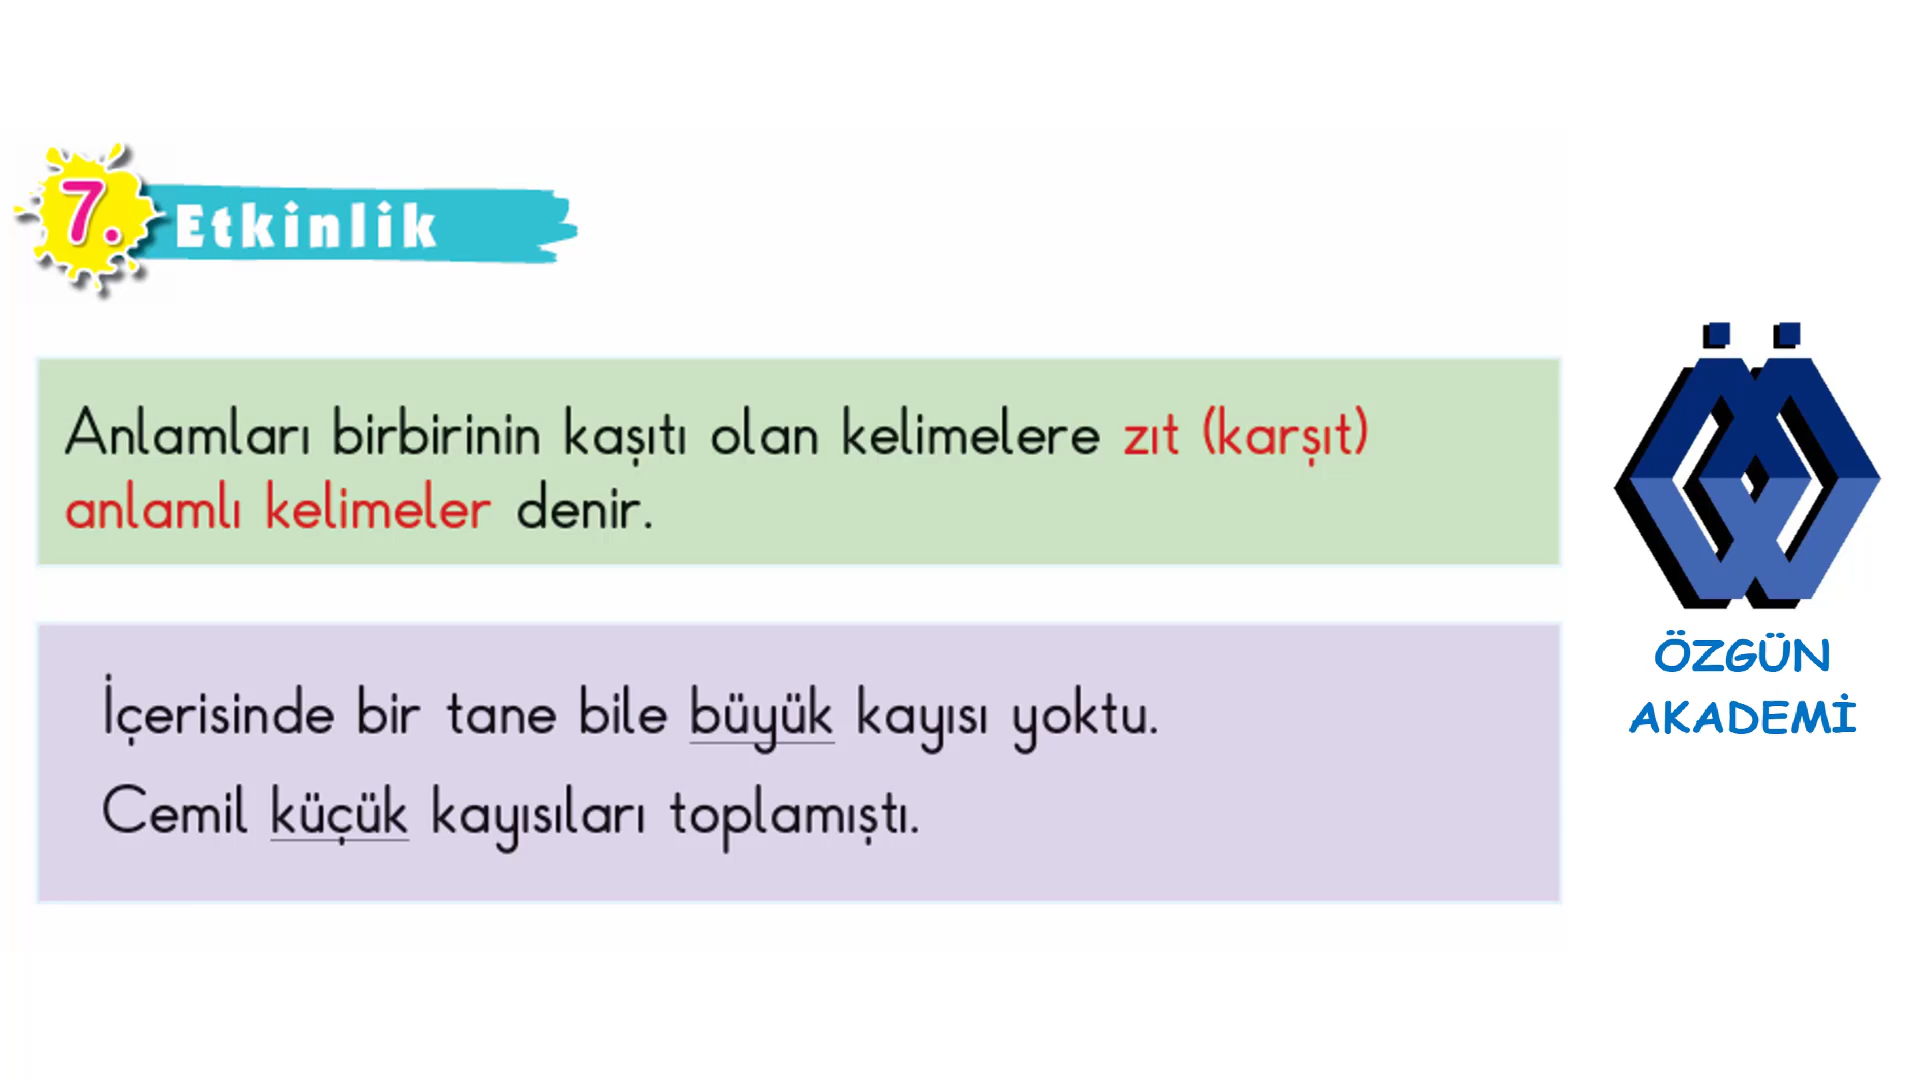 7. Etkinlik
Anlamları birbirinin kaşıtı olan kelimelere zıt (karşıt)
anlamlı kelimeler denir.
İçerisinde bir tane bile büyük kayısı yoktu.
Cemil küçük kayısıları toplamıştı.
ÖZGÜN
AKADEMİ